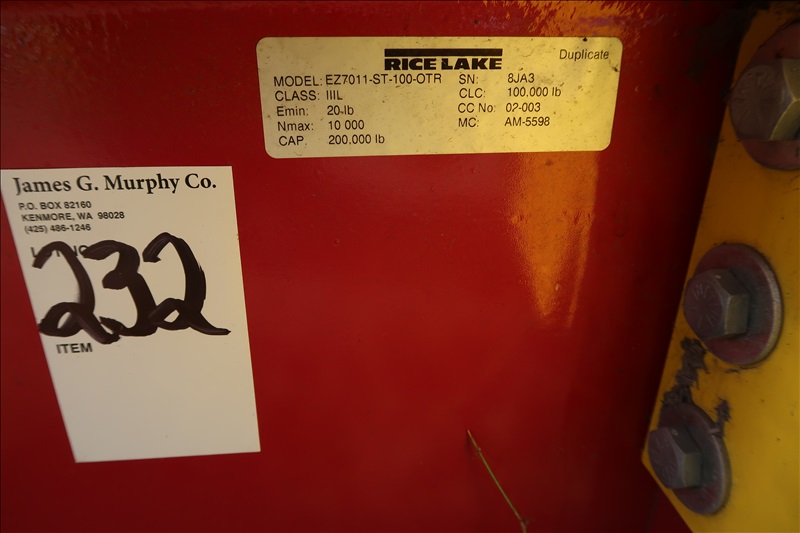 RICE LAKE
Duplicate
MODEL: EZ7011-ST-100-OTR SN: 8JA3
CLASS: IIIL CLC: 100,000 lb
Emin: 20 lb CC No: 02-003
Nmax: 10 000 MC: AM-5598
CAP: 200,000 lb
James G. Murphy Co.
P.O. BOX 82160
KENMORE, WA 98028
(425) 486-1246
232
ITEM